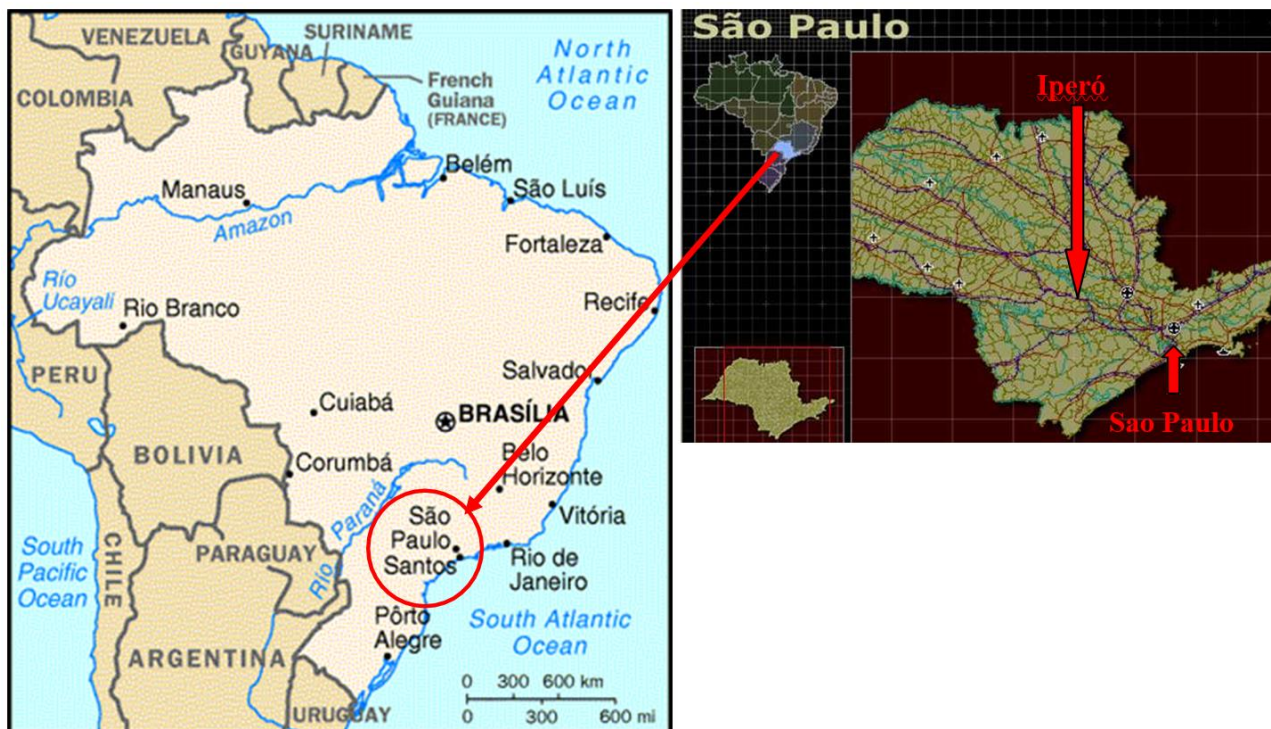 VENEZUELA
SURINAME
GUYANA
COLOMBIA
French
Guiana
(FRANCE)
North
Atlantic
Ocean
Belém
Manaus
São Luís
Amazon
Fortaleza
Río
Ucayali
Rio Branco
Recife
PERU
Salvador
Cuiabá
BRASÍLIA
BOLIVIA
Corumbá
Belo
Horizonte
Rio Paraná
Vitória
São
Paulo
Santos
South
Pacific
Ocean
CHILE
PARAGUAY
Rio de
Janeiro
Pôrto
Alegre
South Atlantic
Ocean
ARGENTINA
URUGUAY
0 300 600 km
0 300 600 mi
São Paulo
Iperó
Sao Paulo